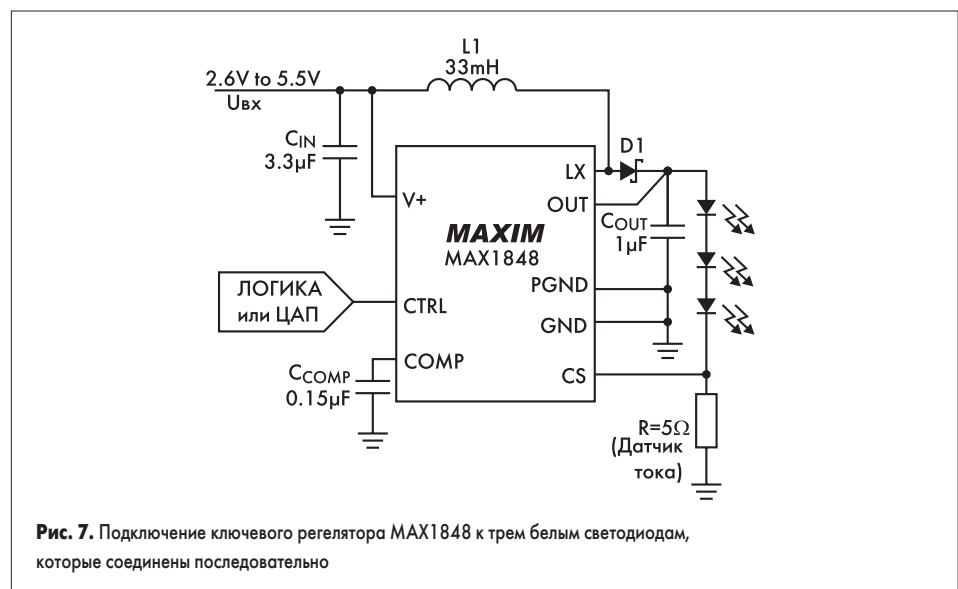 L1
33mH
2.6V to 5.5V
Uвх
CIN
3.3µF
D1
LX
V+
OUT
MAXIM
MAX1848
COUT
1µF
PGND
ЛОГИКА
или ЦАП
CTRL
GND
COMP
CCOMP
0.15µF
CS
R=5Ω
(Датчик
тока)
Рис. 7. Подключение ключевого регелятора MAX1848 к трем белым светодиодам,
которые соединены последовательно